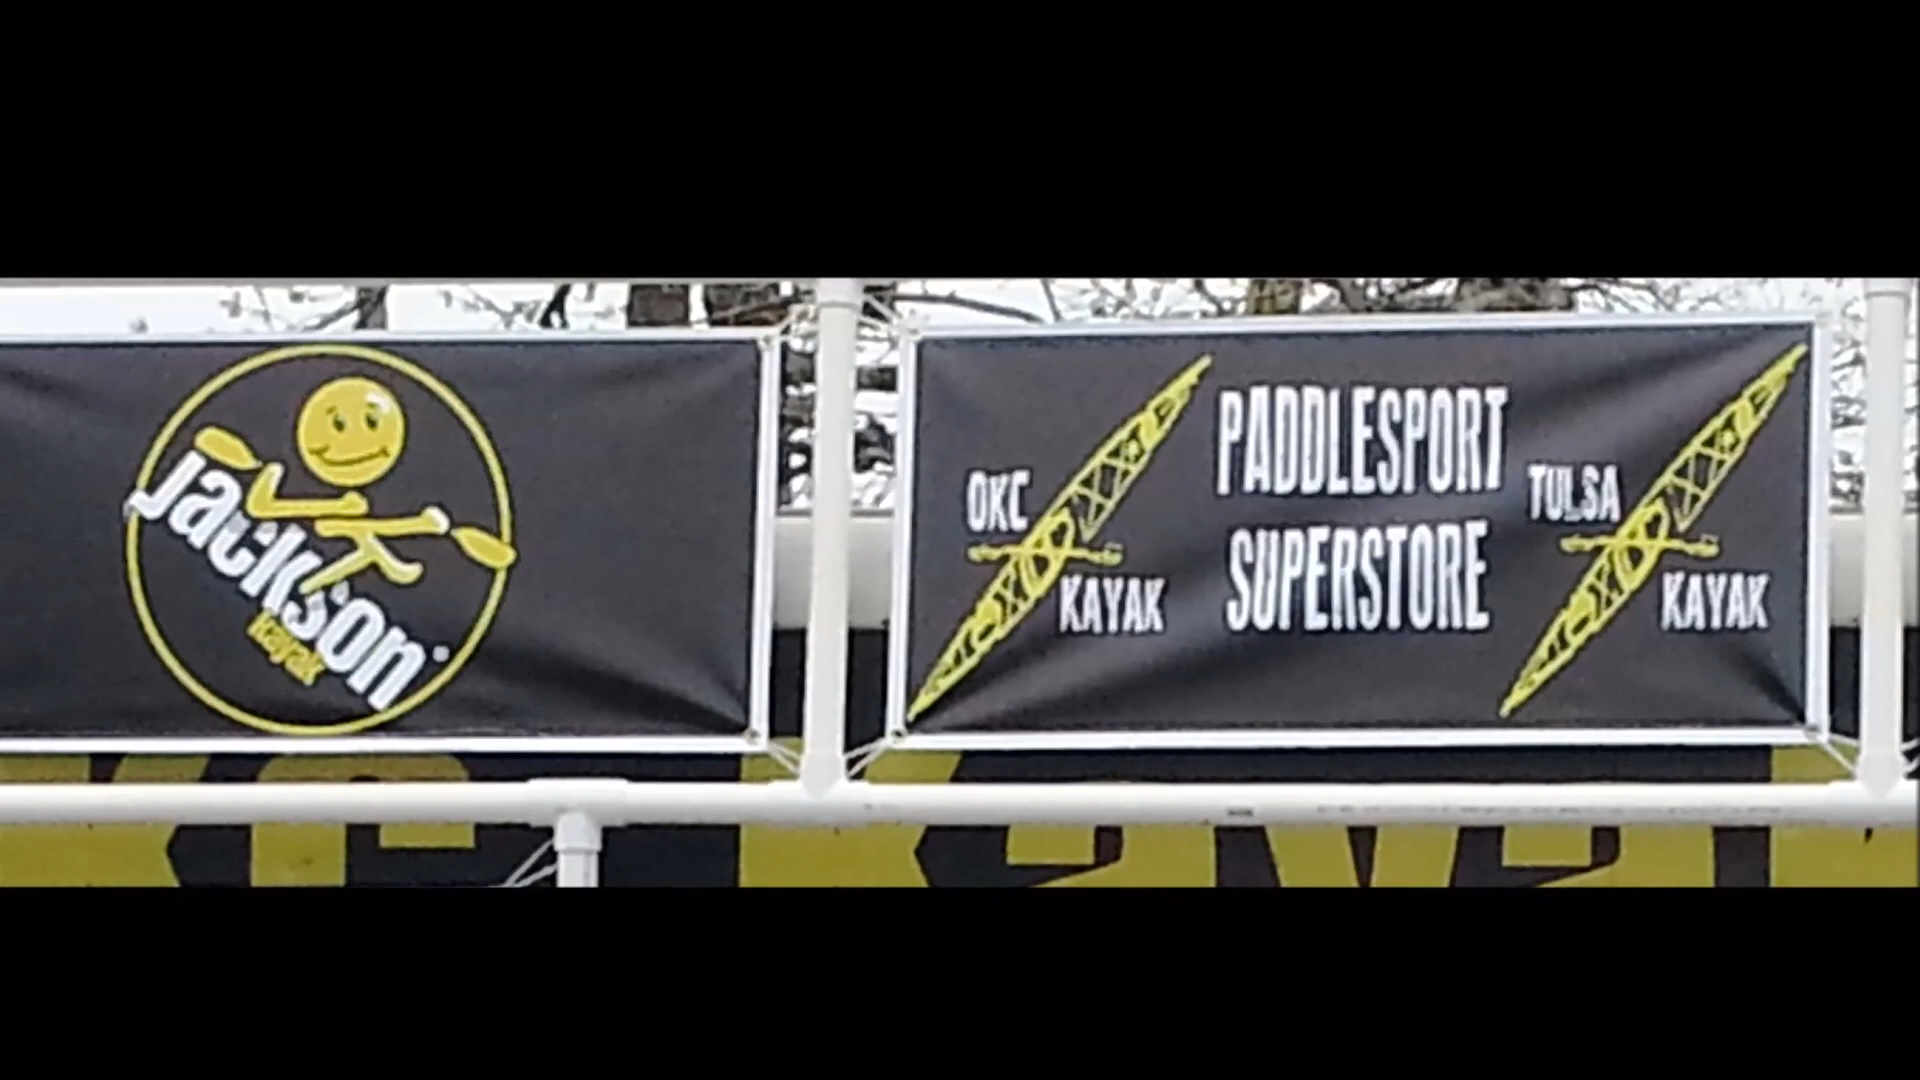 Jackson
kayak
OKC
KAYAK
PADDLESPORT
SUPERSTORE
TULSA
KAYAK